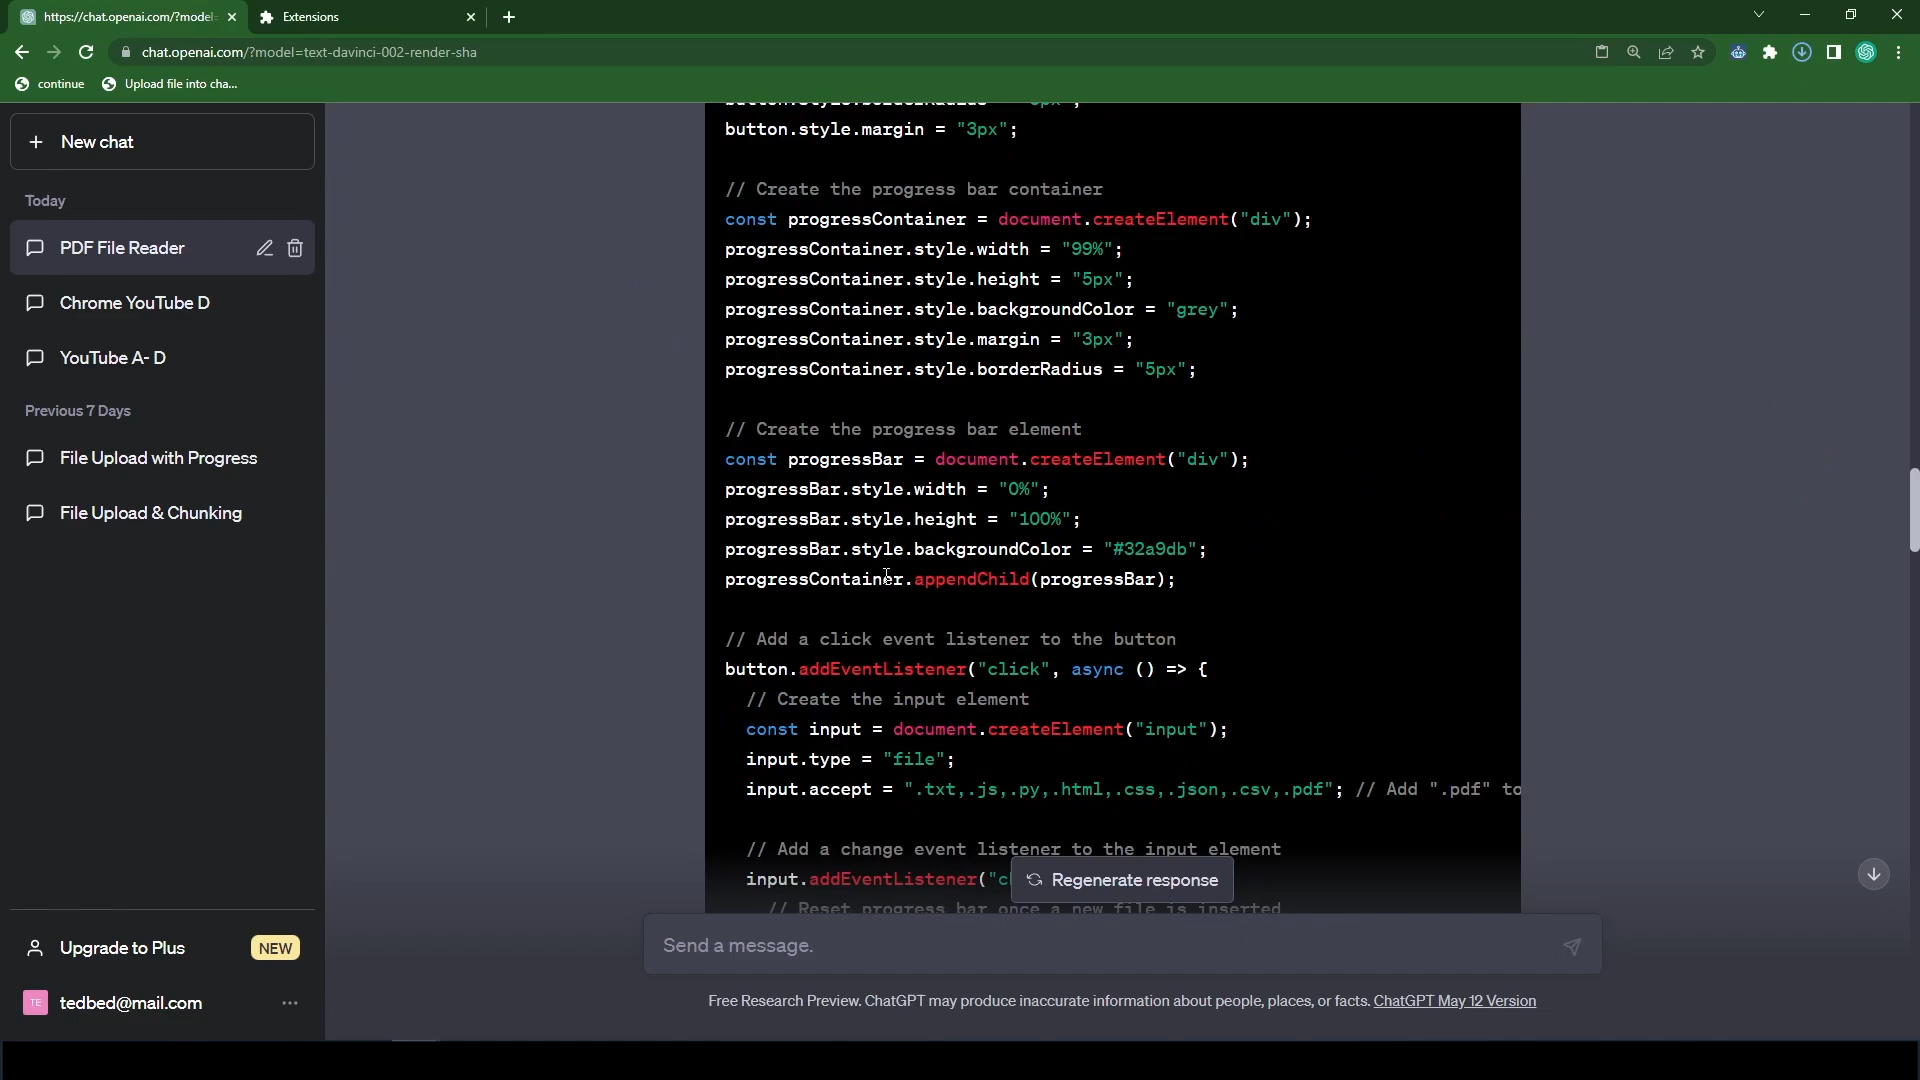 https://chat.openai.com/?model=
Extensions
chat.openai.com/?model=text-davinci-002-render-sha
continue
Upload file into cha...
New chat
Today
PDF File Reader
Chrome YouTube D
YouTube A- D
Previous 7 Days
File Upload with Progress
File Upload & Chunking
Upgrade to Plus
NEW
TE
tedbed@mail.com
button.style.margin = "3px";
// Create the progress bar container
const progressContainer = document.createElement("div");
progressContainer.style.width = "99%";
progressContainer.style.height = "5px";
progressContainer.style.backgroundColor = "grey";
progressContainer.style.margin = "3px";
progressContainer.style.borderRadius = "5px";
// Create the progress bar element
const progressBar = document.createElement("div");
progressBar.style.width = "0%";
progressBar.style.height = "100%";
progressBar.style.backgroundColor = "#32a9db";
progressContainer.appendChild(progressBar);
// Add a click event listener to the button
button.addEventListener("click", async () => {
// Create the input element
const input = document.createElement("input");
input.type = "file";
input.accept = ".txt,.js,.py,.html,.css,.json,.csv,.pdf"; // Add ".pdf" to
// Add a change event listener to the input element
input.addEventListener("c
// Reset progress bar once a new file is inserted
Regenerate response
Send a message.
Free Research Preview. ChatGPT may produce inaccurate information about people, places, or facts. ChatGPT May 12 Version